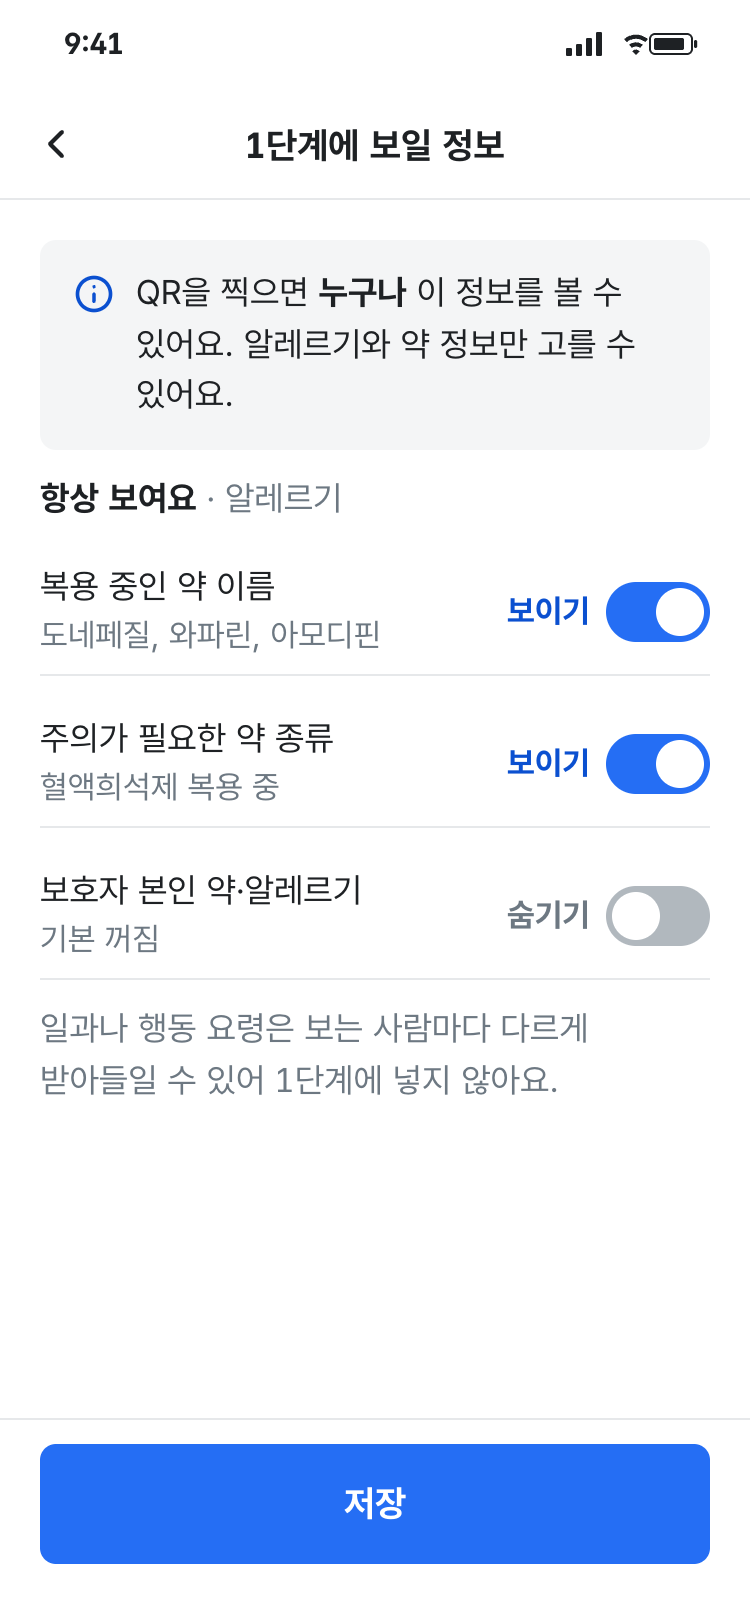 9:41
1단계에 보일 정보
QR을 찍으면 누구나 이 정보를 볼 수
있어요. 알레르기와 약 정보만 고를 수
있어요.
항상 보여요 · 알레르기
복용 중인 약 이름
도네페질, 와파린, 아모디핀
보이기
주의가 필요한 약 종류
혈액희석제 복용 중
보이기
보호자 본인 약·알레르기
기본 꺼짐
숨기기
일과나 행동 요령은 보는 사람마다 다르게
받아들일 수 있어 1단계에 넣지 않아요.
저장